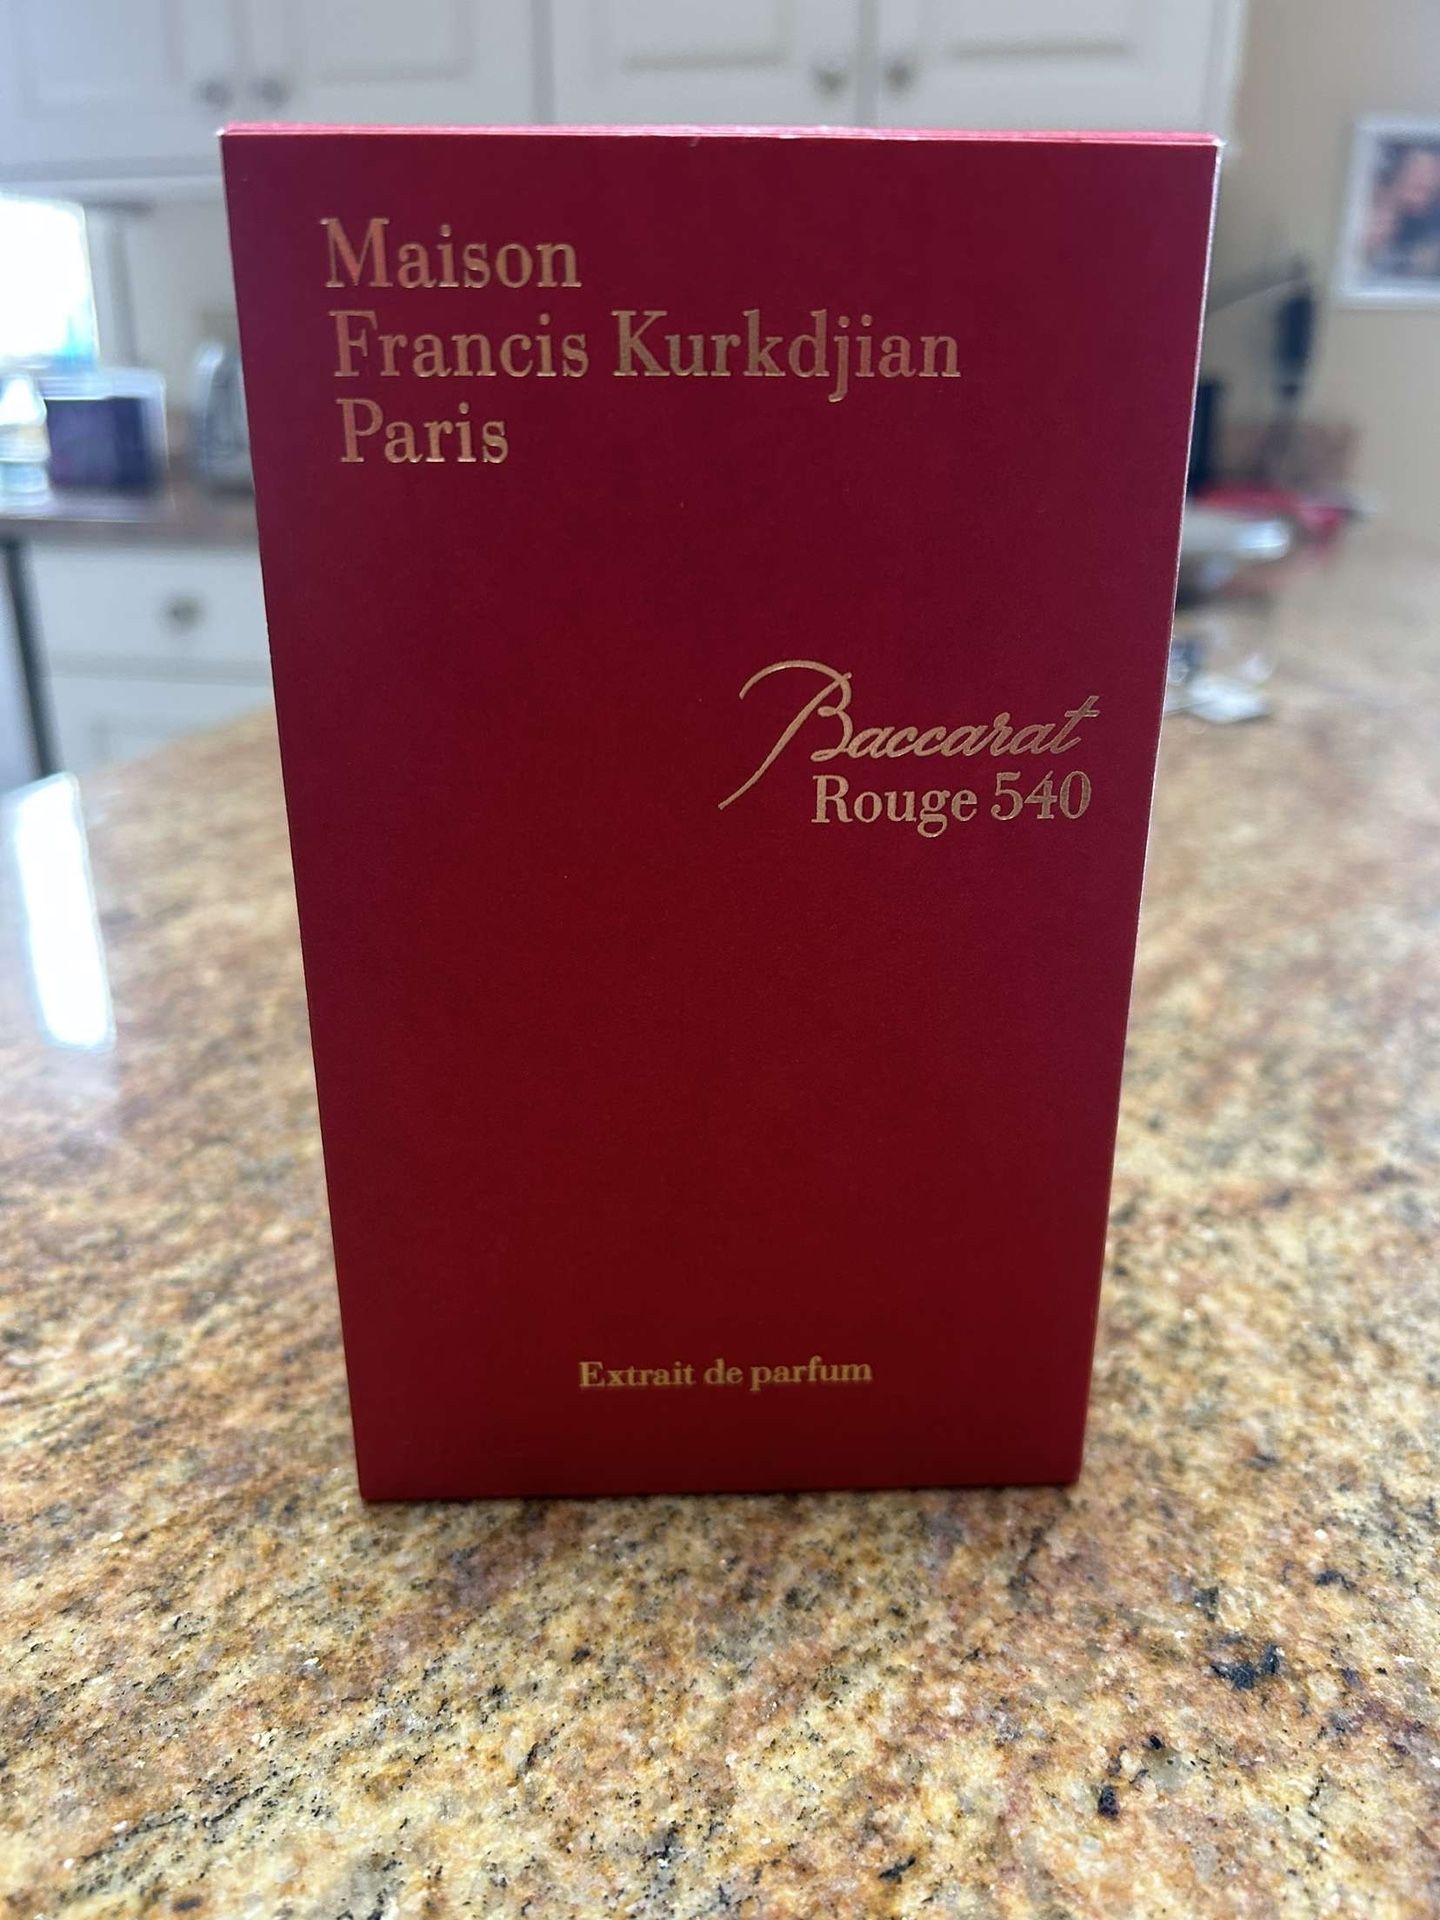 Maison
Francis Kurkdjian
Paris
Baccarat
Rouge 540
Extrait de parfum